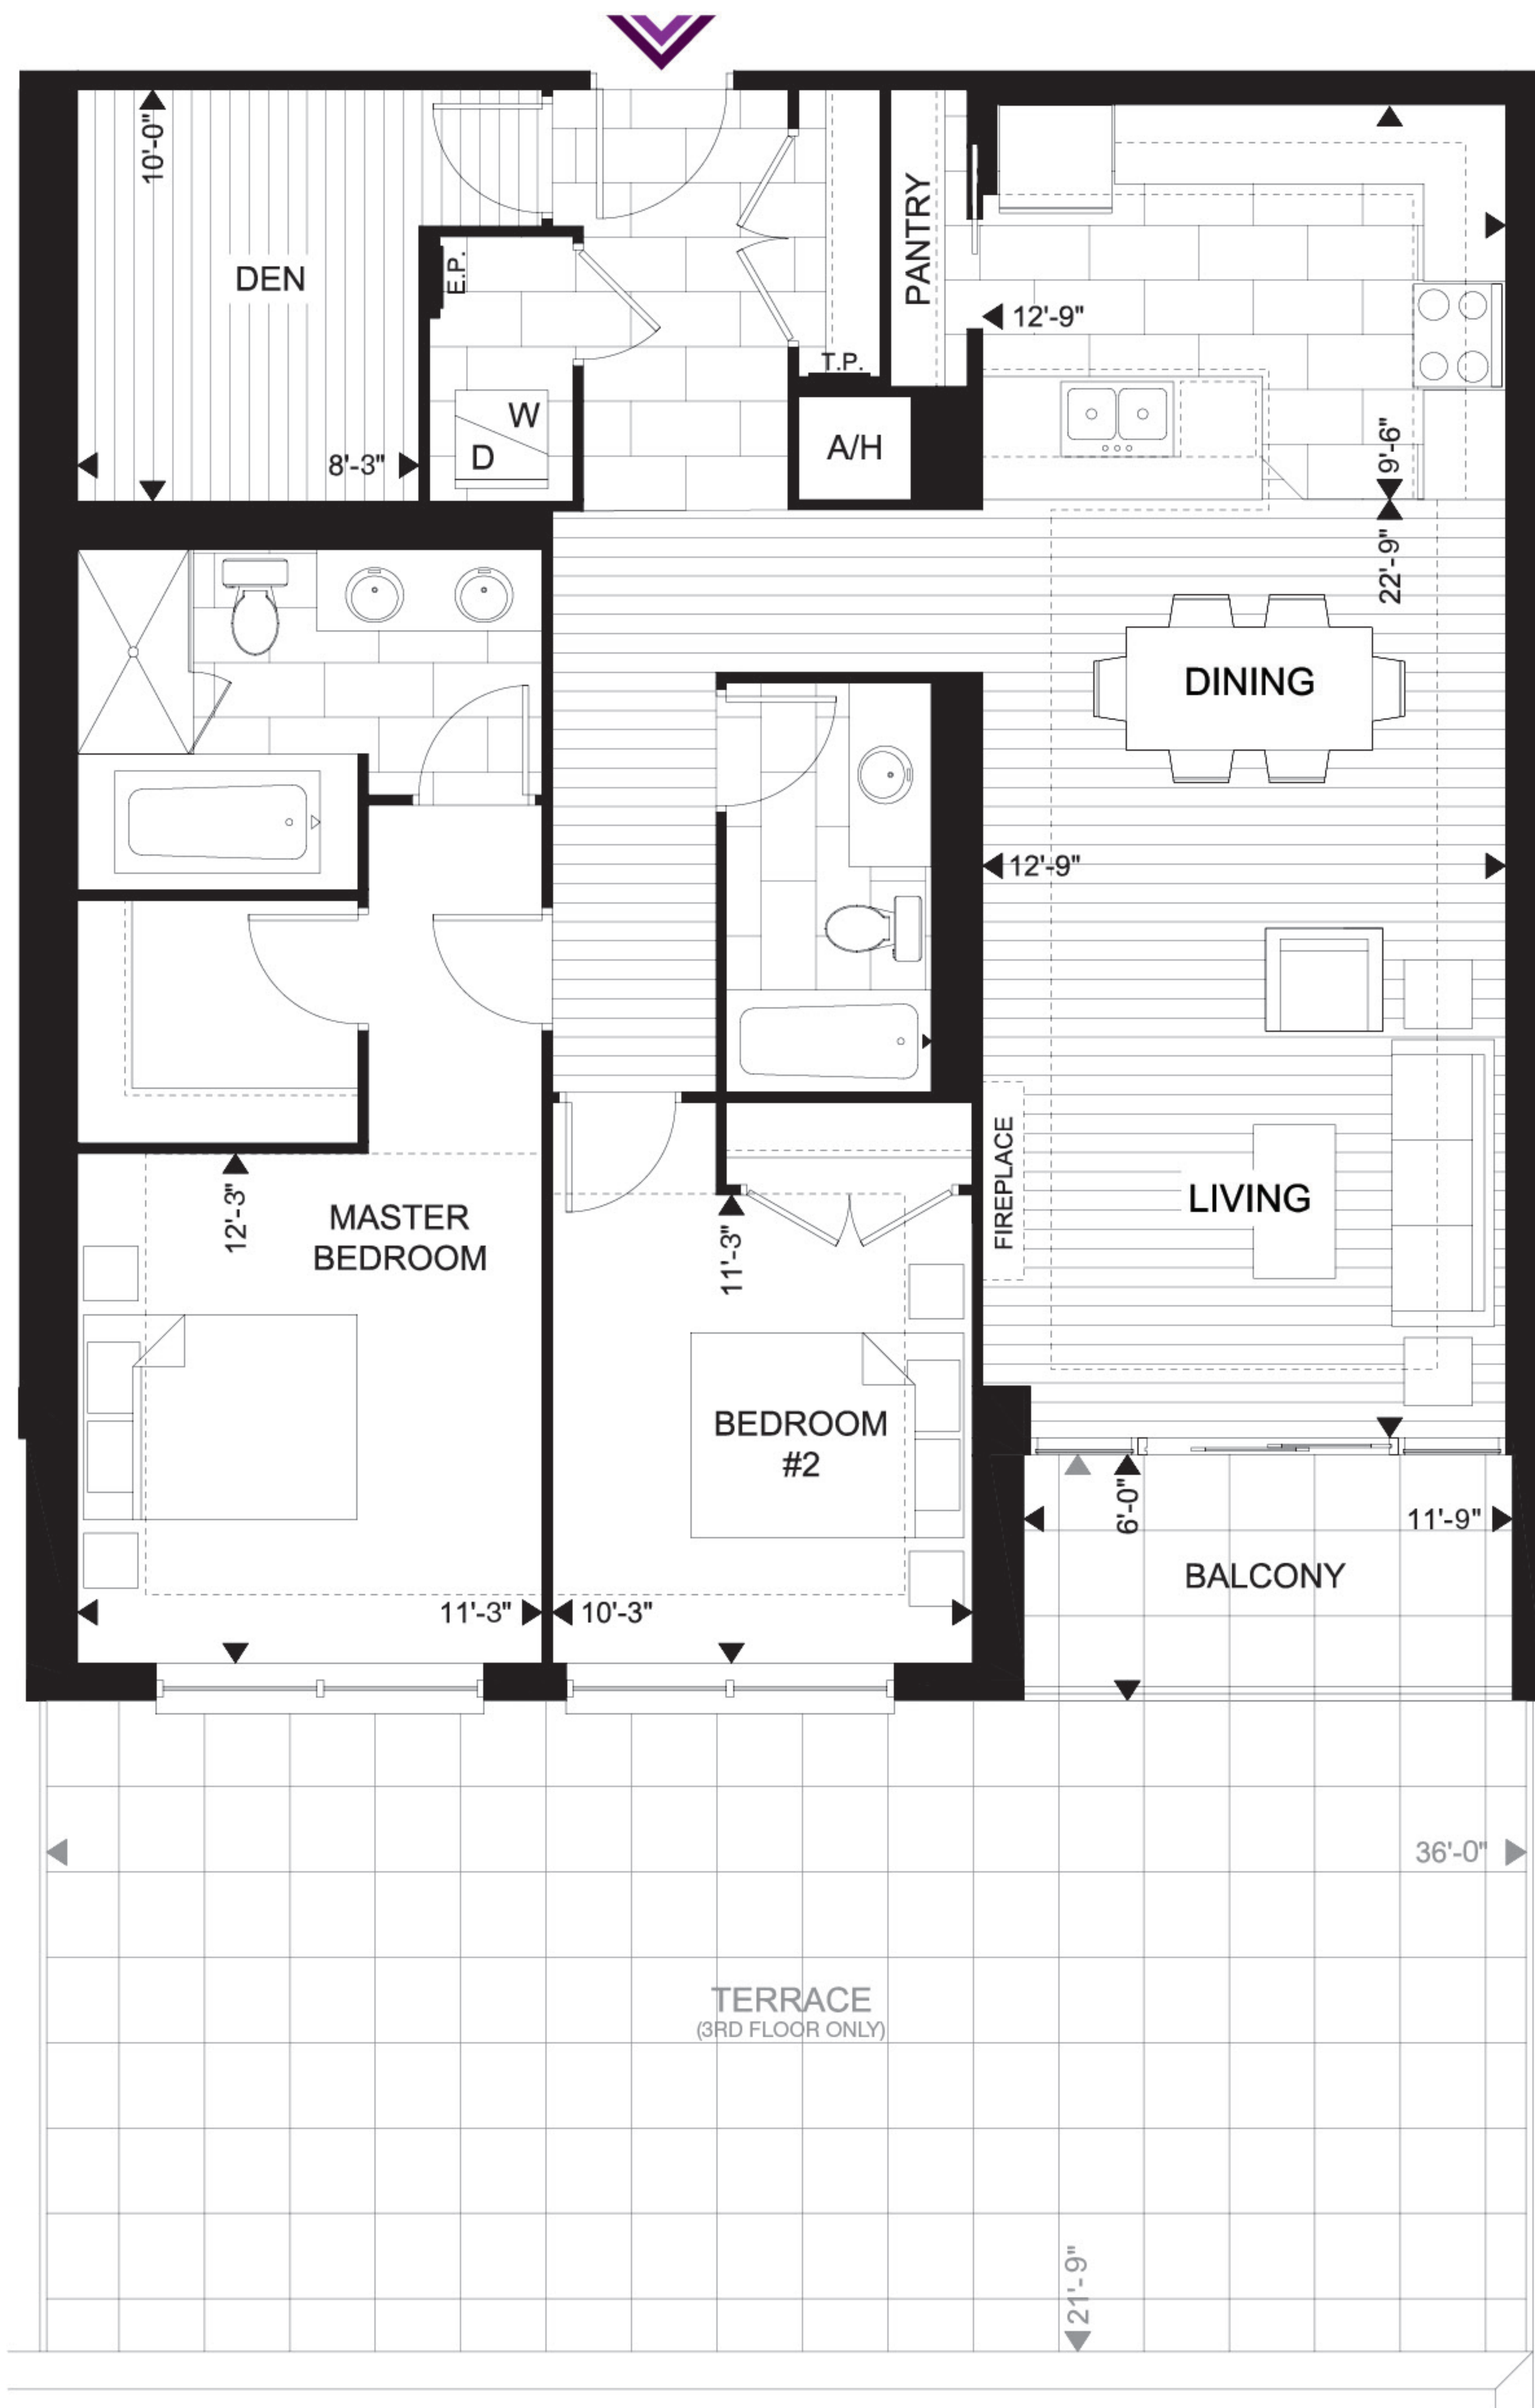 10'-0"
DEN
E.P.
PANTRY
12'-9"
T.P.
W
D
A/H
8'-3"
9'-6"
22'-9"
DINING
12'-9"
FIREPLACE
LIVING
12'-3"
MASTER
BEDROOM
11'-3"
BEDROOM
#2
6'-0"
11'-9"
BALCONY
11'-3"
10'-3"
36'-0"
TERRACE
(3RD FLOOR ONLY)
21'-9"